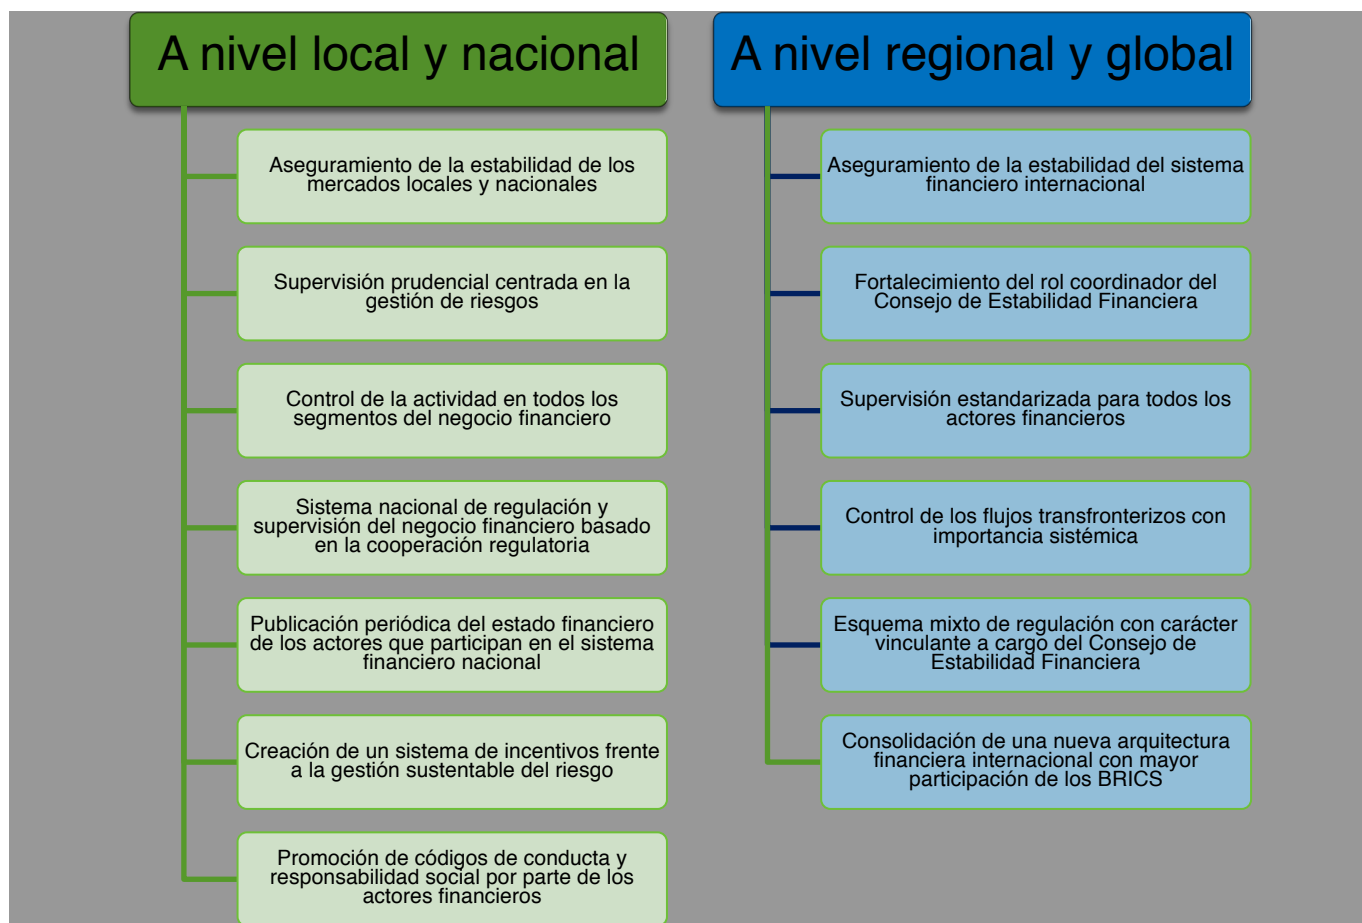 A nivel local y nacional
Aseguramiento de la estabilidad de los
mercados locales y nacionales
Supervisión prudencial centrada en la
gestión de riesgos
Control de la actividad en todos los
segmentos del negocio financiero
Sistema nacional de regulación y
supervisión del negocio financiero basado
en la cooperación regulatoria
Publicación periódica del estado financiero
de los actores que participan en el sistema
financiero nacional
Creación de un sistema de incentivos frente
a la gestión sustentable del riesgo
Promoción de códigos de conducta y
responsabilidad social por parte de los
actores financieros
A nivel regional y global
Aseguramiento de la estabilidad del sistema
financiero internacional
Fortalecimiento del rol coordinador del
Consejo de Estabilidad Financiera
Supervisión estandarizada para todos los
actores financieros
Control de los flujos transfronterizos con
importancia sistémica
Esquema mixto de regulación con carácter
vinculante a cargo del Consejo de
Estabilidad Financiera
Consolidación de una nueva arquitectura
financiera internacional con mayor
participación de los BRICS